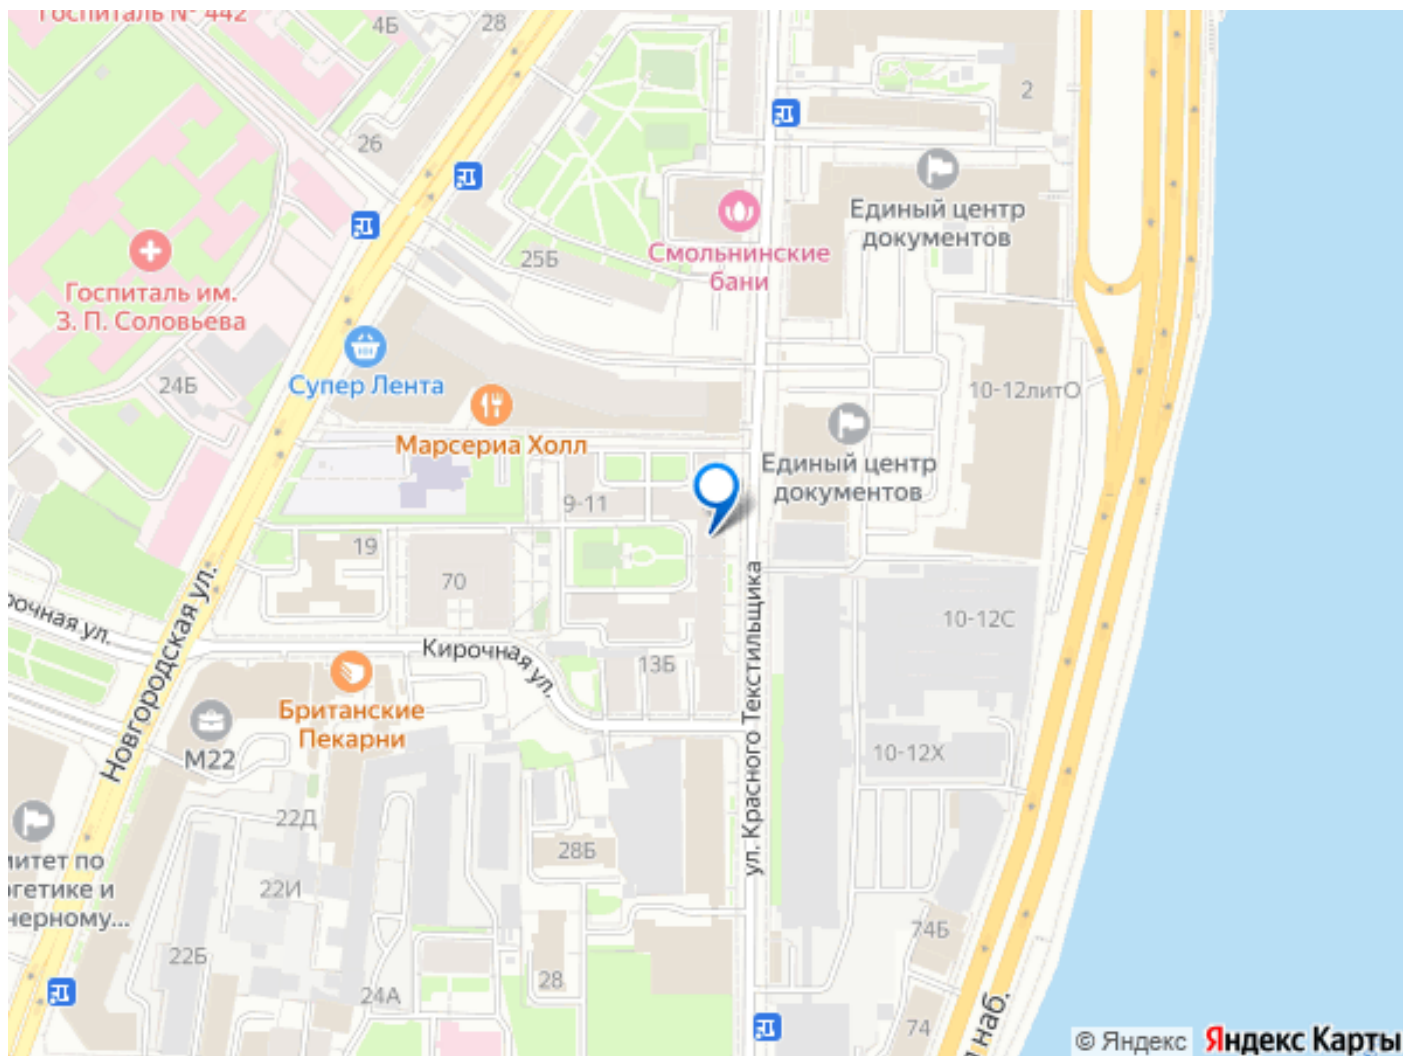 Госпиталь № 442
4Б
28
2
26
Единый центр
документов
Смольнинские
бани
25Б
Госпиталь им.
З. П. Соловьева
24Б
Супер Лента
Марсериа Холл
10-12литО
Единый центр
документов
9-11
19
70
Кирочная ул.
13Б
10-12С
Новгородская ул.
ул. Красного Текстильщика
Британские
Пекарни
М22
10-12Х
22Д
28Б
22И
22Б
24А
28
74Б
74
наб.
© Яндекс Яндекс Карты